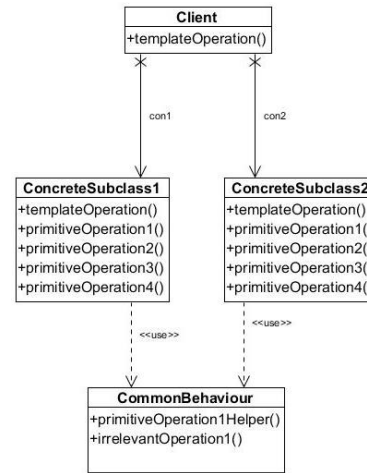 Client
+templateOperation()
con1
con2
ConcreteSubclass1
+templateOperation()
+primitiveOperation1()
+primitiveOperation2()
+primitiveOperation3()
+primitiveOperation4()
ConcreteSubclass2
+templateOperation()
+primitiveOperation1()
+primitiveOperation2()
+primitiveOperation3()
+primitiveOperation4()
<<use>>
<<use>>
CommonBehaviour
+primitiveOperation1Helper()
+irrelevantOperation1()